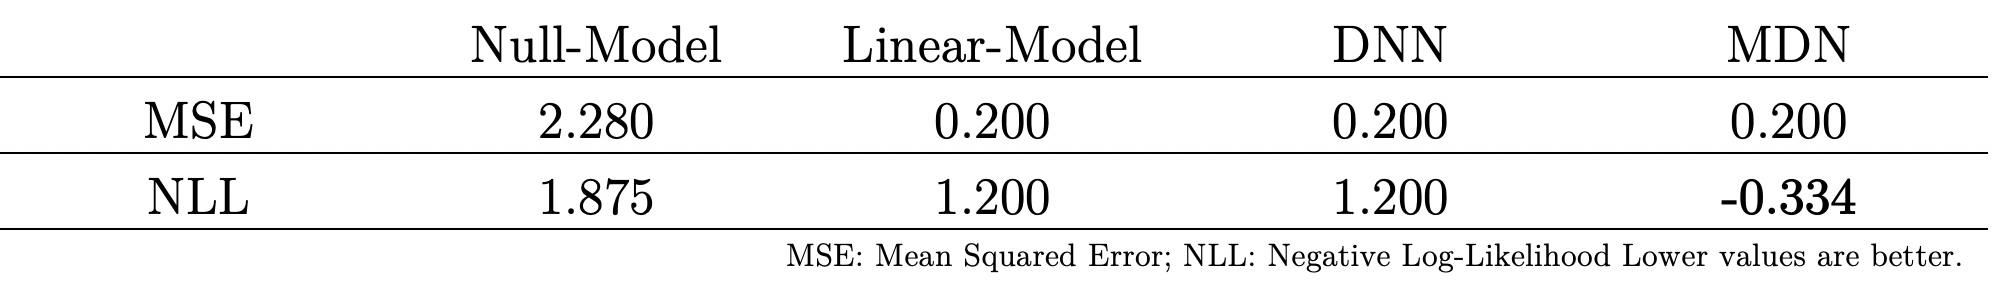 Null-Model Linear-Model DNN MDN
MSE 2.280 0.200 0.200 0.200
NLL 1.875 1.200 1.200 -0.334
MSE: Mean Squared Error; NLL: Negative Log-Likelihood Lower values are better.